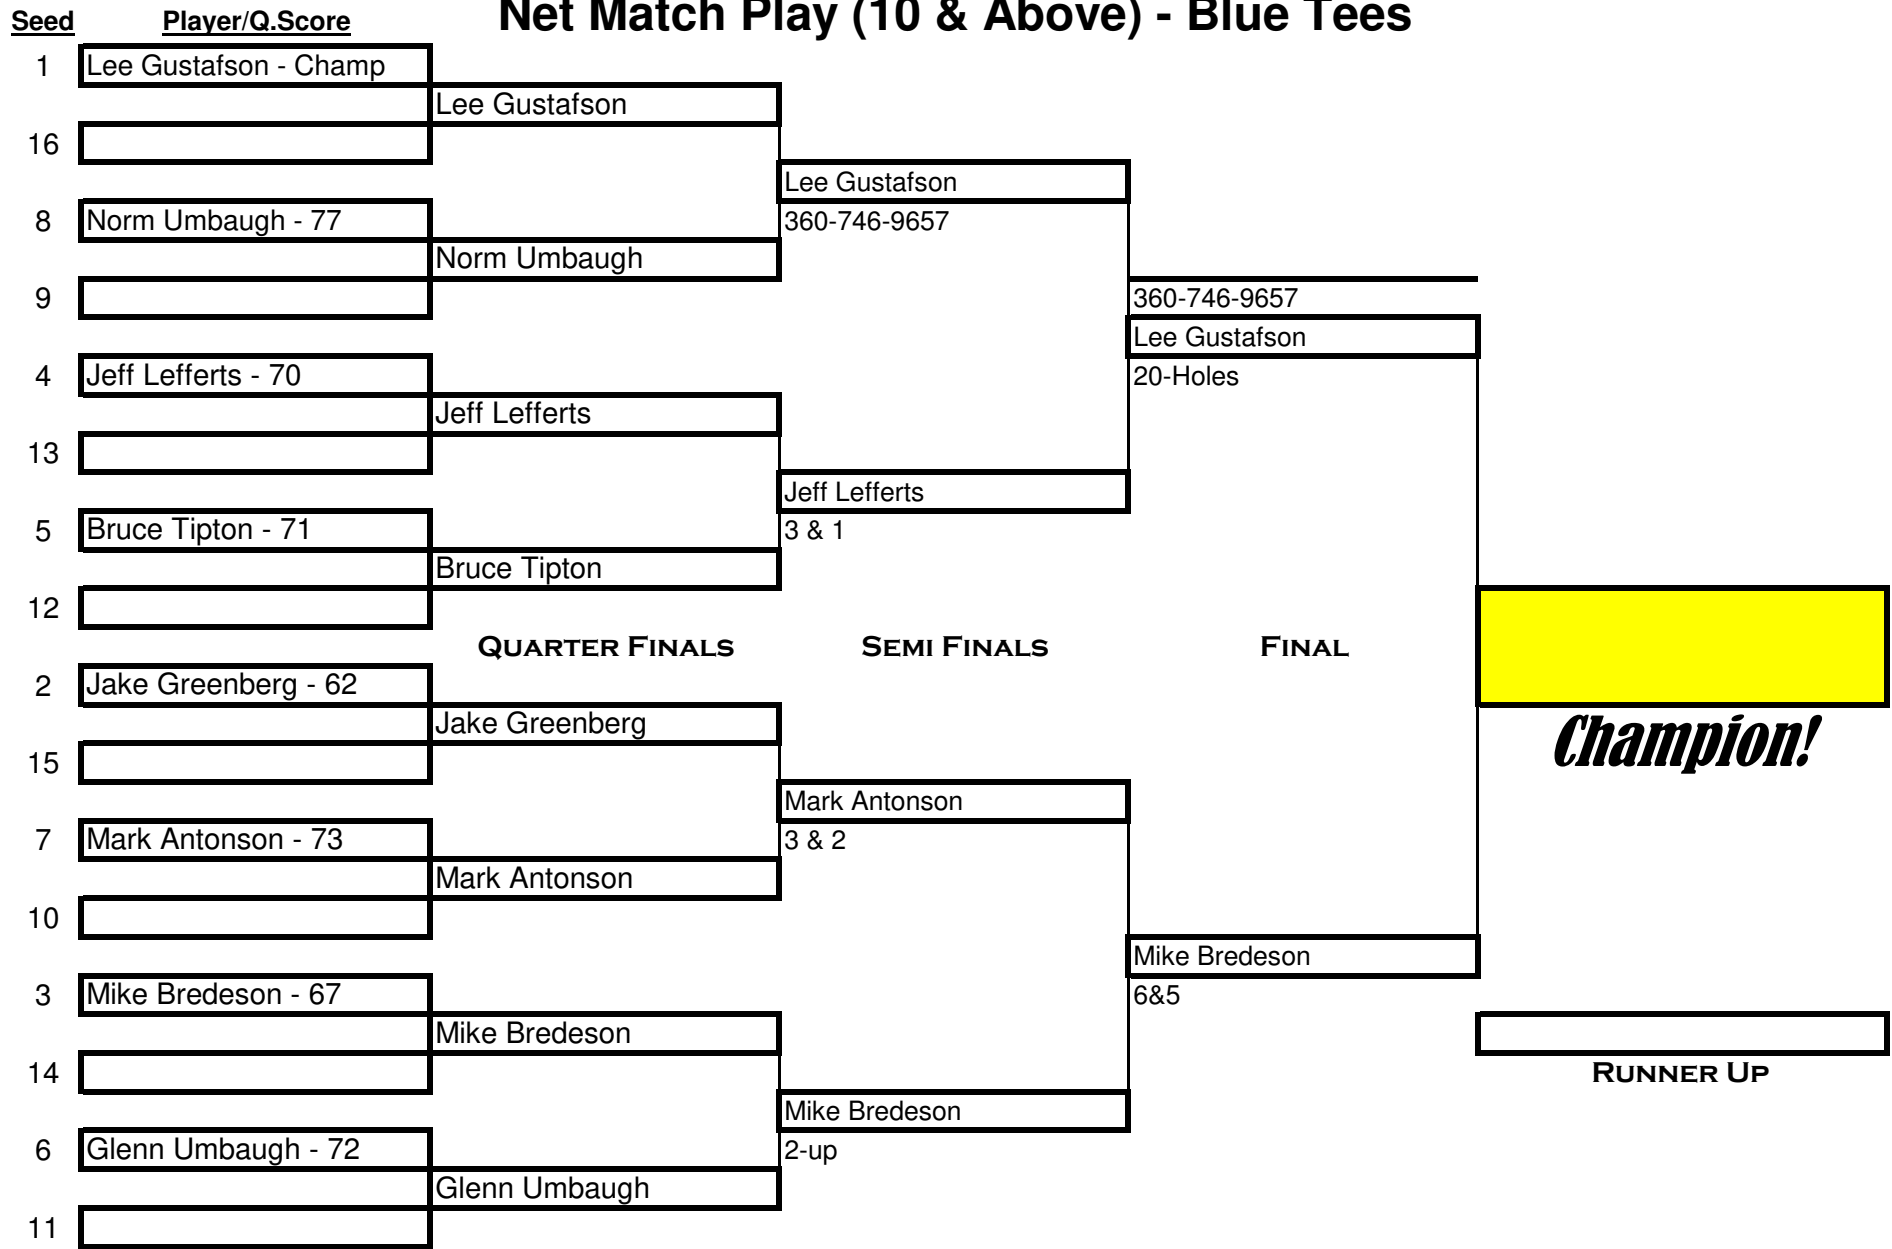 Net Match Play (10 & Above) - Blue Tees
Seed Player/Q.Score
1 Lee Gustafson - Champ
Lee Gustafson
16
Lee Gustafson
8 Norm Umbaugh - 77 360-746-9657
Norm Umbaugh
9 360-746-9657
Lee Gustafson
4 Jeff Lefferts - 70 20-Holes
Jeff Lefferts
13
Jeff Lefferts
5 Bruce Tipton - 71 3 & 1
Bruce Tipton
12
Quarter Finals Semi Finals Final
2 Jake Greenberg - 62
Jake Greenberg
Champion!
15
Mark Antonson
7 Mark Antonson - 73 3 & 2
Mark Antonson
10
Mike Bredeson
3 Mike Bredeson - 67 6&5
Mike Bredeson
14 Runner Up
Mike Bredeson
6 Glenn Umbaugh - 72 2-up
Glenn Umbaugh
11